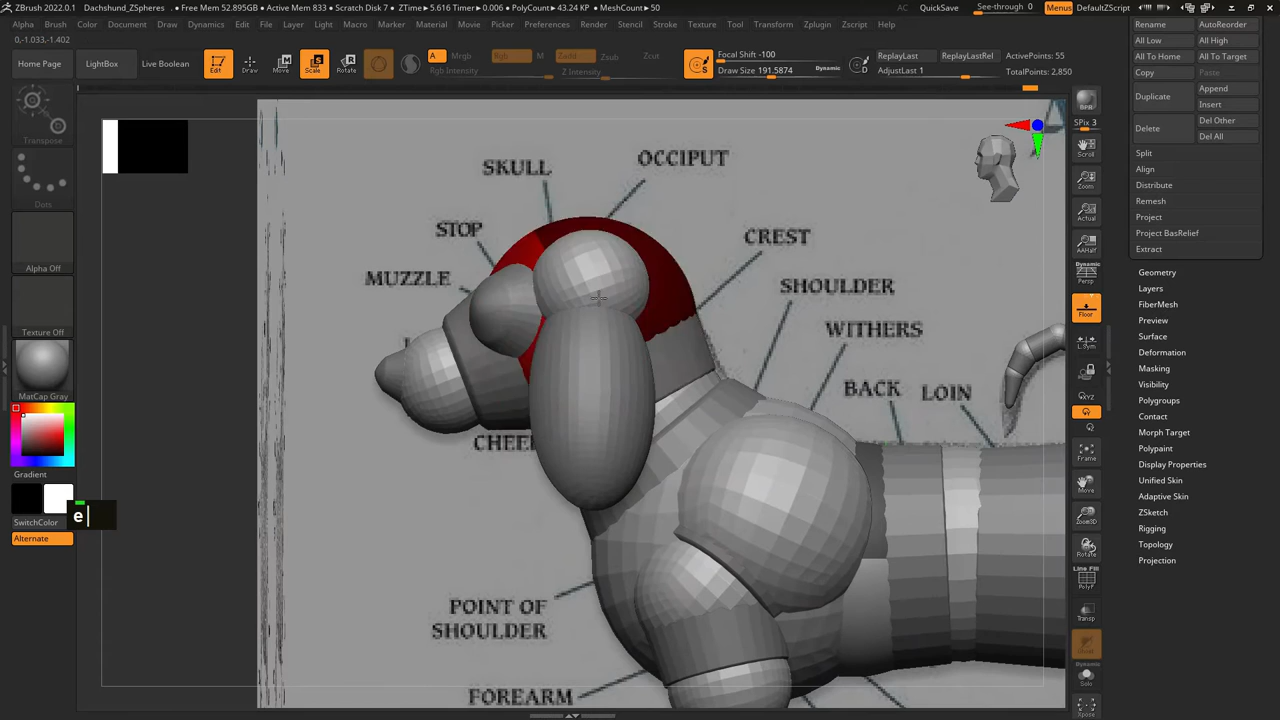 ZBrush 2022.0.1 Dachshund_ZSpheres • Free Mem 52.895GB • Active Mem 833 • Scratch Disk 7 • ZTime▸5.616 Timer▸0.006 • PolyCount▸43.24 KP • MeshCount▸50 AC QuickSave See-through 0 Menus DefaultZScript
Alpha Brush Color Document Draw Dynamics Edit File Layer Light Macro Marker Material Movie Picker Preferences Render Stencil Stroke Texture Tool Transform Zplugin Zscript Help
0,-1.033,-1.402
Home Page LightBox Live Boolean Edit Draw Move Scale Rotate
A Mrgb Rgb M Zadd Zsub Zcut
Rgb Intensity Z Intensity
S Focal Shift -100
Draw Size 191.5874 Dynamic
D ReplayLast ReplayLastRel ActivePoints: 55
AdjustLast 1 TotalPoints: 2,850
Transpose
Dots
Alpha Off
Texture Off
MatCap Gray
Gradient
SwitchColor
Alternate
e
SKULL
OCCIPUT
STOP
CREST
MUZZLE
SHOULDER
WITHERS
BACK
LOIN
CHEE
POINT OF
SHOULDER
FOREARM
BPR
SPix 3
Scroll
Zoom
Actual
AAHalf
Persp
Floor
L.Sym
Frame
Move
Zoom3D
Rotate
Line Fill
PolyF
Transp
Dynamic
Solo
Xpose
Rename AutoReorder
All Low All High
All To Home All To Target
Copy Paste
Duplicate Append
Insert
Delete Del Other
Del All
Split
Align
Distribute
Remesh
Project
Project BasRelief
Extract
Geometry
Layers
FiberMesh
Preview
Surface
Deformation
Masking
Visibility
Polygroups
Contact
Morph Target
Polypaint
Display Properties
Unified Skin
Adaptive Skin
ZSketch
Rigging
Topology
Projection